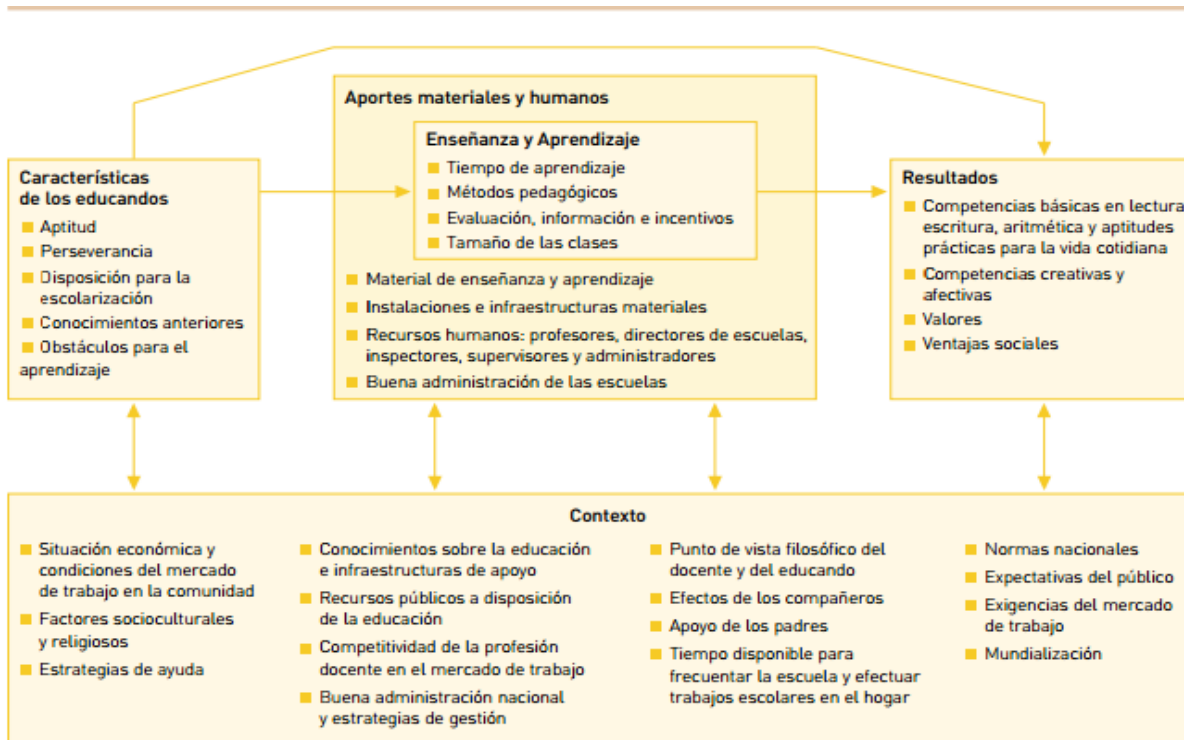 Aportes materiales y humanos
Enseñanza y Aprendizaje
Tiempo de aprendizaje
Métodos pedagógicos
Evaluación, información e incentivos
Tamaño de las clases
Material de enseñanza y aprendizaje
Instalaciones e infraestructuras materiales
Recursos humanos: profesores, directores de escuelas,
inspectores, supervisores y administradores
Buena administración de las escuelas
Características
de los educandos
Aptitud
Perseverancia
Disposición para la
escolarización
Conocimientos anteriores
Obstáculos para el
aprendizaje
Resultados
Competencias básicas en lectura
escritura, aritmética y aptitudes
prácticas para la vida cotidiana
Competencias creativas y
afectivas
Valores
Ventajas sociales
Contexto
Situación económica y
condiciones del mercado
de trabajo en la comunidad
Factores socioculturales
y religiosos
Estrategias de ayuda
Conocimientos sobre la educación
e infraestructuras de apoyo
Recursos públicos a disposición
de la educación
Competitividad de la profesión
docente en el mercado de trabajo
Buena administración nacional
y estrategias de gestión
Punto de vista filosófico del
docente y del educando
Efectos de los compañeros
Apoyo de los padres
Tiempo disponible para
frecuentar la escuela y efectuar
trabajos escolares en el hogar
Normas nacionales
Expectativas del público
Exigencias del mercado
de trabajo
Mundialización